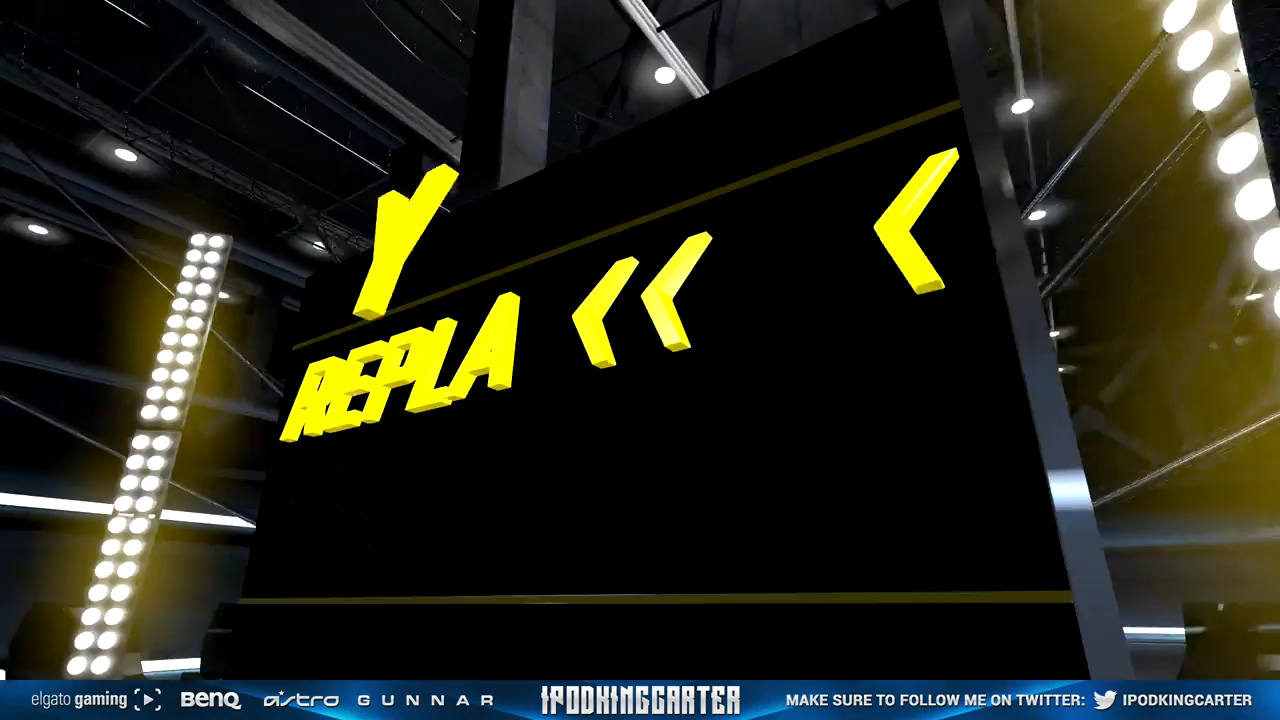 Y
REPLA
elgato gaming BenQ ASTRO GUNNAR IPODKINGCARTER MAKE SURE TO FOLLOW ME ON TWITTER: IPODKINGCARTER